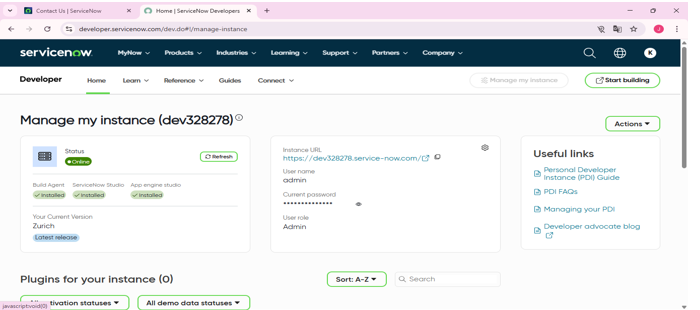 Contact Us | ServiceNow
Home | ServiceNow Developers
developer.servicenow.com/dev.do#!/manage-instance
servicenow
MyNow
Products
Industries
Learning
Support
Partners
Company
K
Developer
Home
Learn
Reference
Guides
Connect
Manage my instance
Start building
Manage my instance (dev328278)
Actions
Status
Online
Refresh
Build Agent
ServiceNow Studio
App engine studio
Installed
Installed
Installed
Your Current Version
Zurich
Latest release
Instance URL
https://dev328278.service-now.com/
User name
admin
Current password
••••••••••••••
User role
Admin
Useful links
Personal Developer
Instance (PDI) Guide
PDI FAQs
Managing your PDI
Developer advocate blog
Plugins for your instance (0)
Sort: A-Z
Search
activation statuses
All demo data statuses
javascript:void(0)